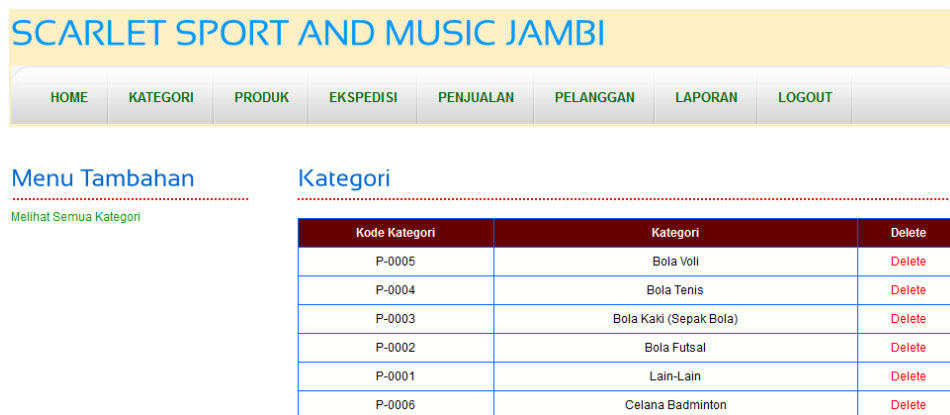 SCARLET SPORT AND MUSIC JAMBI
HOME KATEGORI PRODUK EKSPEDISI PENJUALAN PELANGGAN LAPORAN LOGOUT
Menu Tambahan
Melihat Semua Kategori
Kategori
Kode Kategori Kategori Delete
P-0005 Bola Voli Delete
P-0004 Bola Tenis Delete
P-0003 Bola Kaki (Sepak Bola) Delete
P-0002 Bola Futsal Delete
P-0001 Lain-Lain Delete
P-0006 Celana Badminton Delete